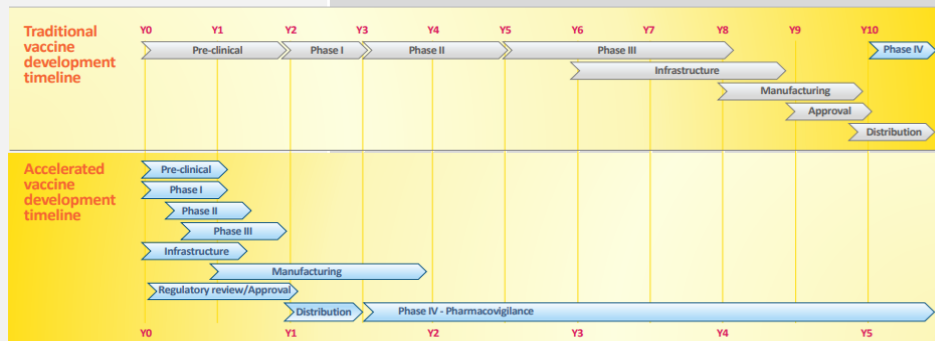 Traditional
vaccine
development
timeline
Y0 Y1 Y2 Y3 Y4 Y5 Y6 Y7 Y8 Y9 Y10
Pre-clinical Phase I Phase II Phase III Phase IV
Infrastructure
Manufacturing
Approval
Distribution
Accelerated
vaccine
development
timeline
Pre-clinical
Phase I
Phase II
Phase III
Infrastructure
Manufacturing
Regulatory review/Approval
Distribution Phase IV - Pharmacovigilance
Y0 Y1 Y2 Y3 Y4 Y5